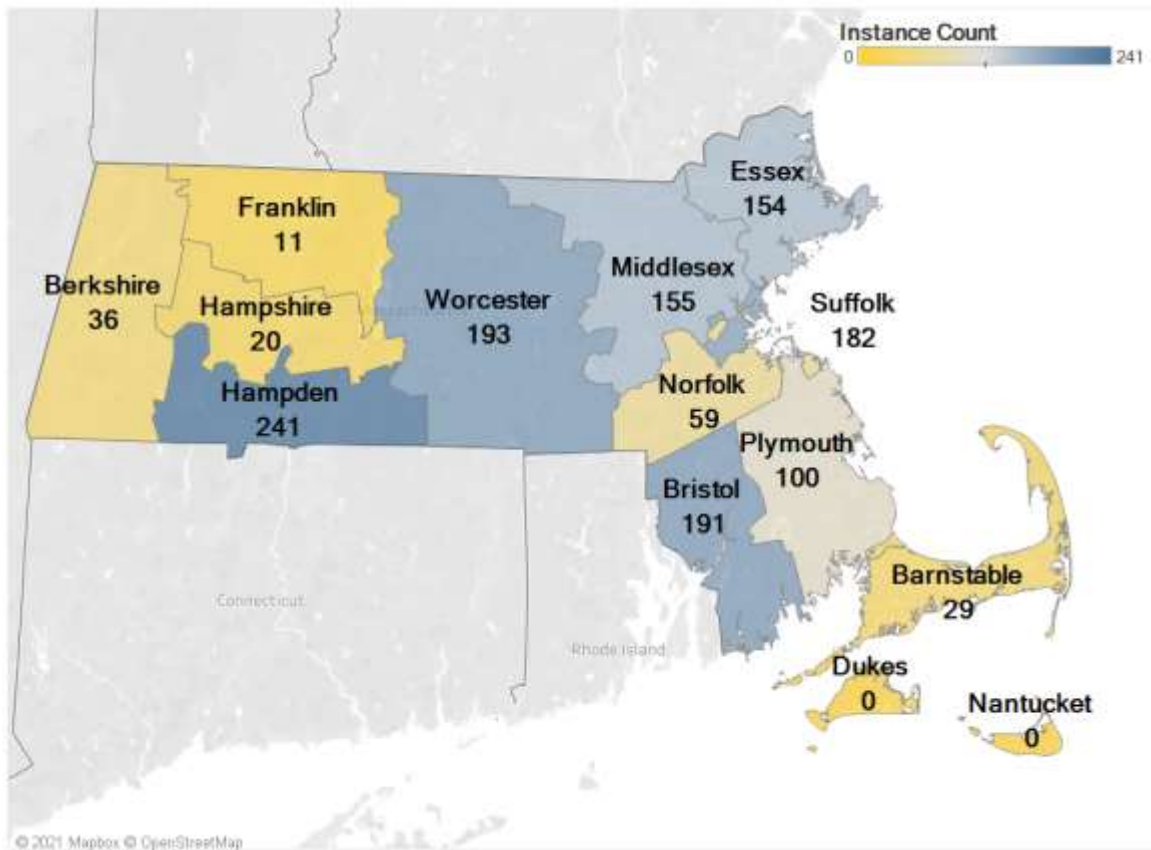 Instance Count
0 241
Essex
154
Franklin
11
Berkshire
36
Hampshire
20
Worcester
193
Middlesex
155
Suffolk
182
Hampden
241
Norfolk
59
Plymouth
100
Bristol
191
Barnstable
29
Connecticut
Rhode Island
Dukes
0
Nantucket
0
© 2021 Mapbox © OpenStreetMap